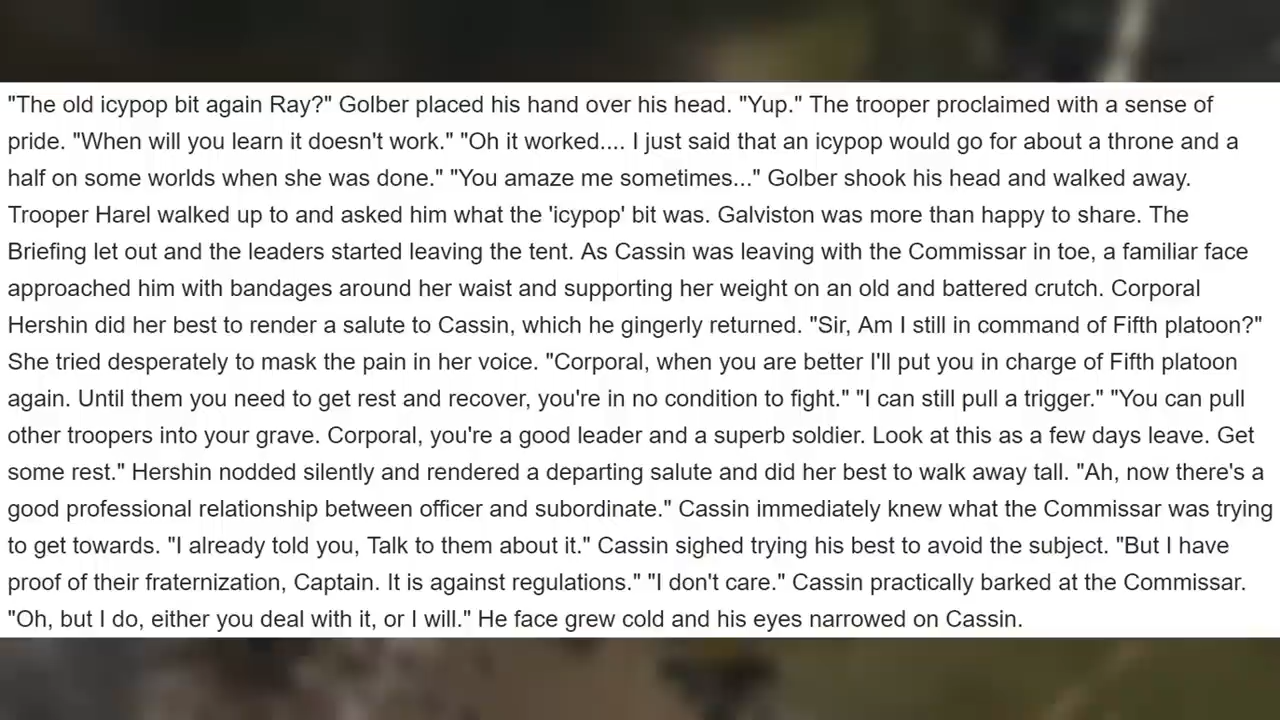 "The old icypop bit again Ray?" Golber placed his hand over his head. "Yup." The trooper proclaimed with a sense of
pride. "When will you learn it doesn't work." "Oh it worked.... I just said that an icypop would go for about a throne and a
half on some worlds when she was done." "You amaze me sometimes..." Golber shook his head and walked away.
Trooper Harel walked up to and asked him what the 'icypop' bit was. Galviston was more than happy to share. The
Briefing let out and the leaders started leaving the tent. As Cassin was leaving with the Commissar in toe, a familiar face
approached him with bandages around her waist and supporting her weight on an old and battered crutch. Corporal
Hershin did her best to render a salute to Cassin, which he gingerly returned. "Sir, Am I still in command of Fifth platoon?"
She tried desperately to mask the pain in her voice. "Corporal, when you are better I'll put you in charge of Fifth platoon
again. Until them you need to get rest and recover, you're in no condition to fight." "I can still pull a trigger." "You can pull
other troopers into your grave. Corporal, you're a good leader and a superb soldier. Look at this as a few days leave. Get
some rest." Hershin nodded silently and rendered a departing salute and did her best to walk away tall. "Ah, now there's a
good professional relationship between officer and subordinate." Cassin immediately knew what the Commissar was trying
to get towards. "I already told you, Talk to them about it." Cassin sighed trying his best to avoid the subject. "But I have
proof of their fraternization, Captain. It is against regulations." "I don't care." Cassin practically barked at the Commissar.
"Oh, but I do, either you deal with it, or I will." He face grew cold and his eyes narrowed on Cassin.